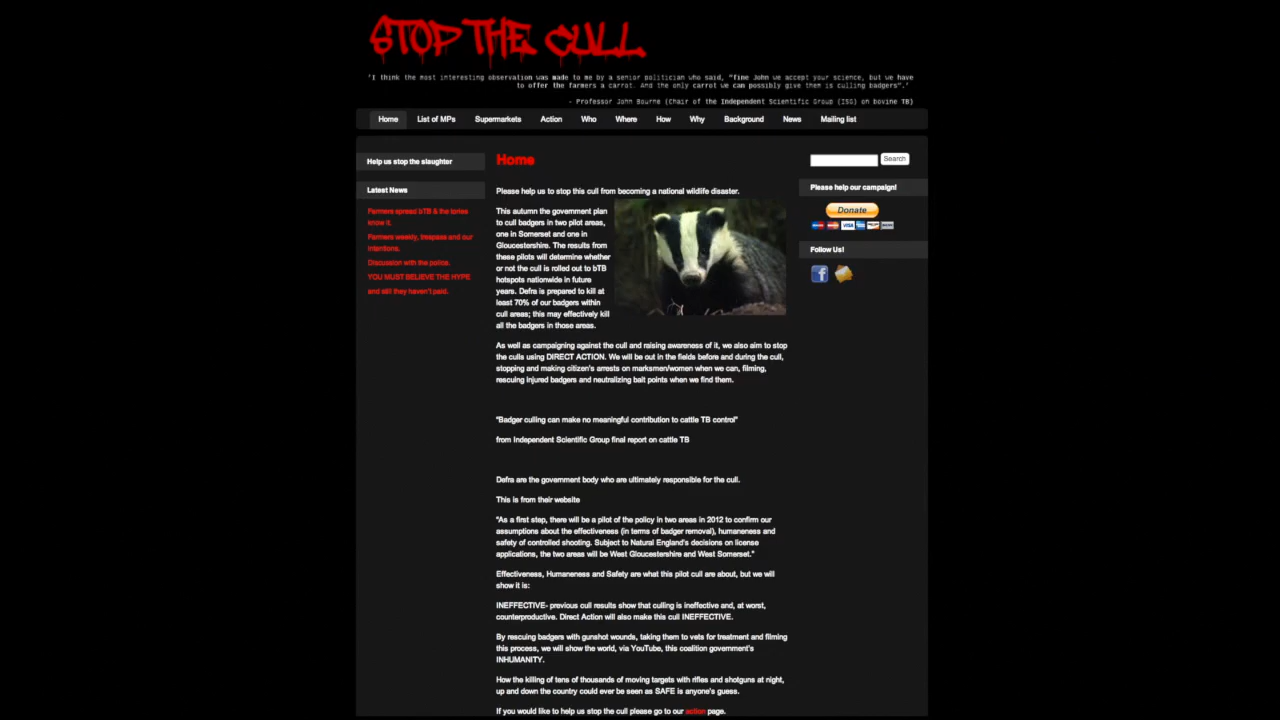 STOP THE CULL
"I think the most interesting observation was made to me by a senior politician who said, "fine John we accept your science, but we have
to offer the farmers a carrot. And the only carrot we can possibly give them is culling badgers"."
- Professor John Bourne (Chair of the Independent Scientific Group (ISG) on bovine TB)
Home List of MPs Supermarkets Action Who Where How Why Background News Mailing list
Help us stop the slaughter
Latest News
Farmers spread bTB & the tories
know it.
Farmers weekly, trespass and our
intentions.
Discussion with the police.
YOU MUST BELIEVE THE HYPE
and still they haven't paid.
Home
Please help us to stop this cull from becoming a national wildlife disaster.
This autumn the government plan
to cull badgers in two pilot areas,
one in Somerset and one in
Gloucestershire. The results from
these pilots will determine whether
or not the cull is rolled out to bTB
hotspots nationwide in future
years. Defra is prepared to kill at
least 70% of our badgers within
cull areas; this may effectively kill
all the badgers in those areas.
As well as campaigning against the cull and raising awareness of it, we also aim to stop
the culls using DIRECT ACTION. We will be out in the fields before and during the cull,
stopping and making citizen's arrests on marksmen/women when we can, filming,
rescuing injured badgers and neutralizing bait points when we find them.
"Badger culling can make no meaningful contribution to cattle TB control"
from Independent Scientific Group final report on cattle TB
Defra are the government body who are ultimately responsible for the cull.
This is from their website
"As a first step, there will be a pilot of the policy in two areas in 2012 to confirm our
assumptions about the effectiveness (in terms of badger removal), humaneness and
safety of controlled shooting. Subject to Natural England's decisions on license
applications, the two areas will be West Gloucestershire and West Somerset."
Effectiveness, Humaneness and Safety are what this pilot cull are about, but we will
show it is:
INEFFECTIVE- previous cull results show that culling is ineffective and, at worst,
counterproductive. Direct Action will also make this cull INEFFECTIVE.
By rescuing badgers with gunshot wounds, taking them to vets for treatment and filming
this process, we will show the world, via YouTube, this coalition government's
INHUMANITY.
How the killing of tens of thousands of moving targets with rifles and shotguns at night,
up and down the country could ever be seen as SAFE is anyone's guess.
If you would like to help us stop the cull please go to our action page.
Search
Please help our campaign!
Donate
VISA
Follow Us!